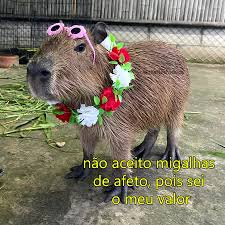 não aceito migalhas
de afeto, pois sei
o meu valor